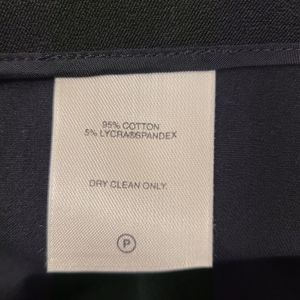 95% COTTON
5% LYCRA®SPANDEX
DRY CLEAN ONLY.
P